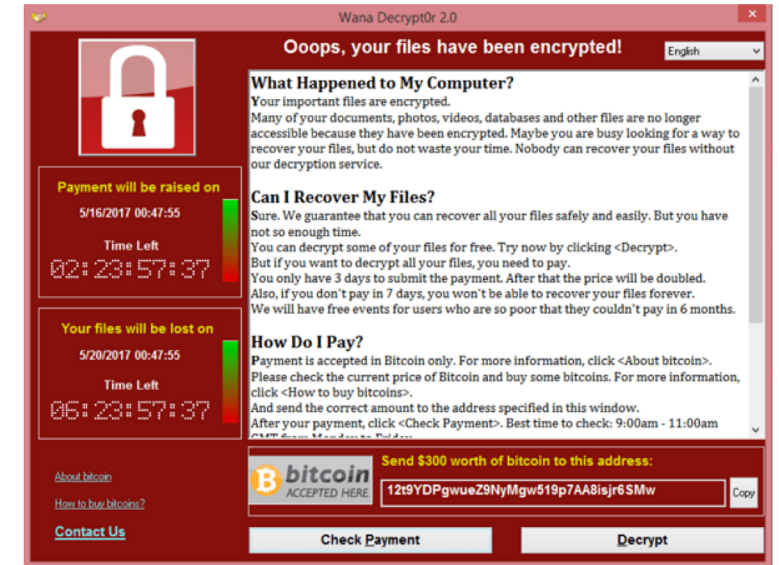 Wana Decrypt0r 2.0
Ooops, your files have been encrypted!
English
Payment will be raised on
5/16/2017 00:47:55
Time Left
02:23:57:37
Your files will be lost on
5/20/2017 00:47:55
Time Left
06:23:57:37
About bitcoin
How to buy bitcoins?
Contact Us
What Happened to My Computer?
Your important files are encrypted.
Many of your documents, photos, videos, databases and other files are no longer
accessible because they have been encrypted. Maybe you are busy looking for a way to
recover your files, but do not waste your time. Nobody can recover your files without
our decryption service.
Can I Recover My Files?
Sure. We guarantee that you can recover all your files safely and easily. But you have
not so enough time.
You can decrypt some of your files for free. Try now by clicking <Decrypt>.
But if you want to decrypt all your files, you need to pay.
You only have 3 days to submit the payment. After that the price will be doubled.
Also, if you don't pay in 7 days, you won't be able to recover your files forever.
We will have free events for users who are so poor that they couldn't pay in 6 months.
How Do I Pay?
Payment is accepted in Bitcoin only. For more information, click <About bitcoin>.
Please check the current price of Bitcoin and buy some bitcoins. For more information,
click <How to buy bitcoins>.
And send the correct amount to the address specified in this window.
After your payment, click <Check Payment>. Best time to check: 9:00am - 11:00am
GMT from Monday to Friday.
bitcoin
ACCEPTED HERE
Send $300 worth of bitcoin to this address:
12t9YDPgwueZ9NyMgw519p7AA8isjr6SMw
Copy
Check Payment
Decrypt